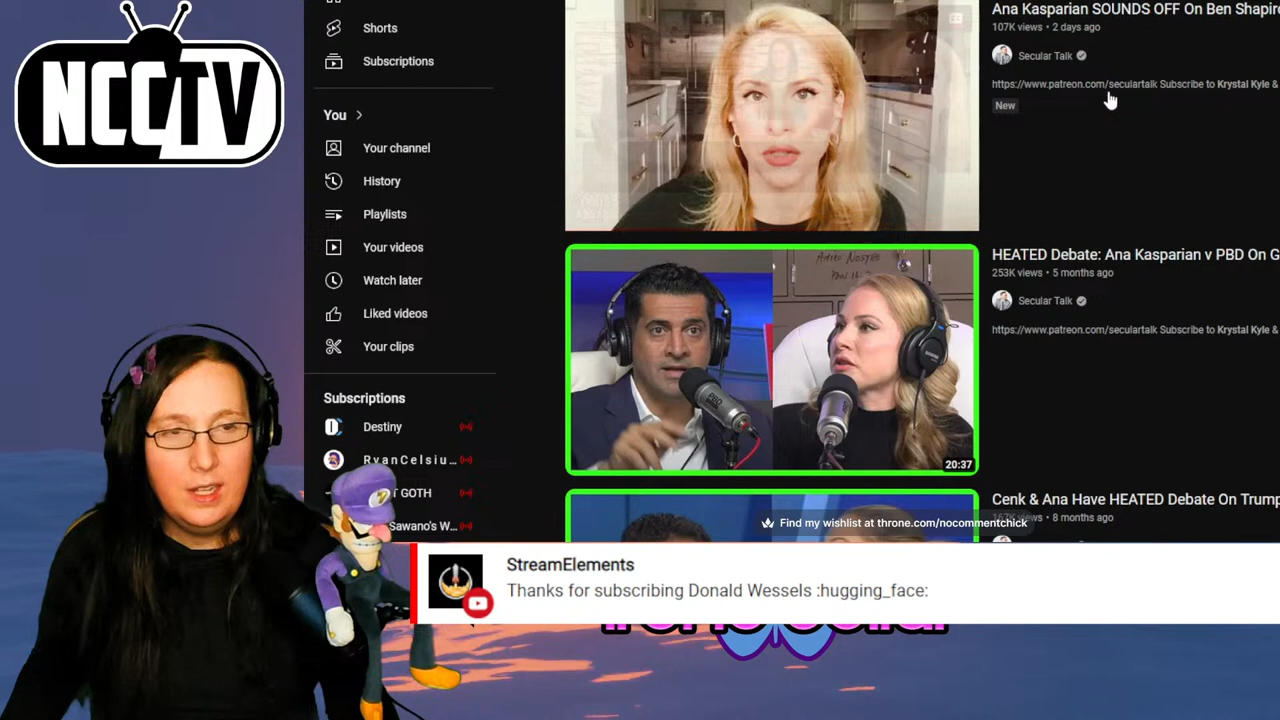 NCCTV
Shorts
Subscriptions
You
Your channel
History
Playlists
Your videos
Watch later
Liked videos
Your clips
Subscriptions
Destiny
R y a n C e l s i u ...
GOTH
Sawano's W...
Ana Kasparian SOUNDS OFF On Ben Shapir
107K views • 2 days ago
Secular Talk
https://www.patreon.com/seculartalk Subscribe to Krystal Kyle &
New
HEATED Debate: Ana Kasparian v PBD On G
253K views • 5 months ago
Secular Talk
https://www.patreon.com/seculartalk Subscribe to Krystal Kyle &
PBD
20:37
Cenk & Ana Have HEATED Debate On Trump
167K views • 8 months ago
Find my wishlist at throne.com/nocommentchick
StreamElements
Thanks for subscribing Donald Wessels :hugging_face: